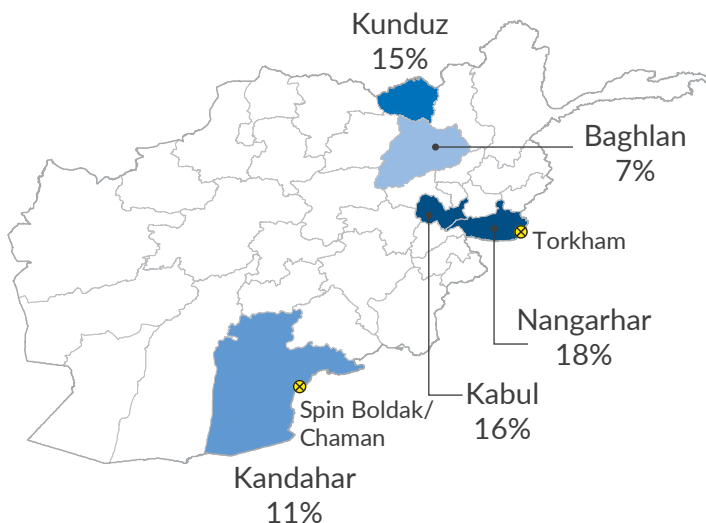 Kunduz
15%
Baghlan
7%
Torkham
Nangarhar
18%
Kabul
16%
Spin Boldak/
Chaman
Kandahar
11%